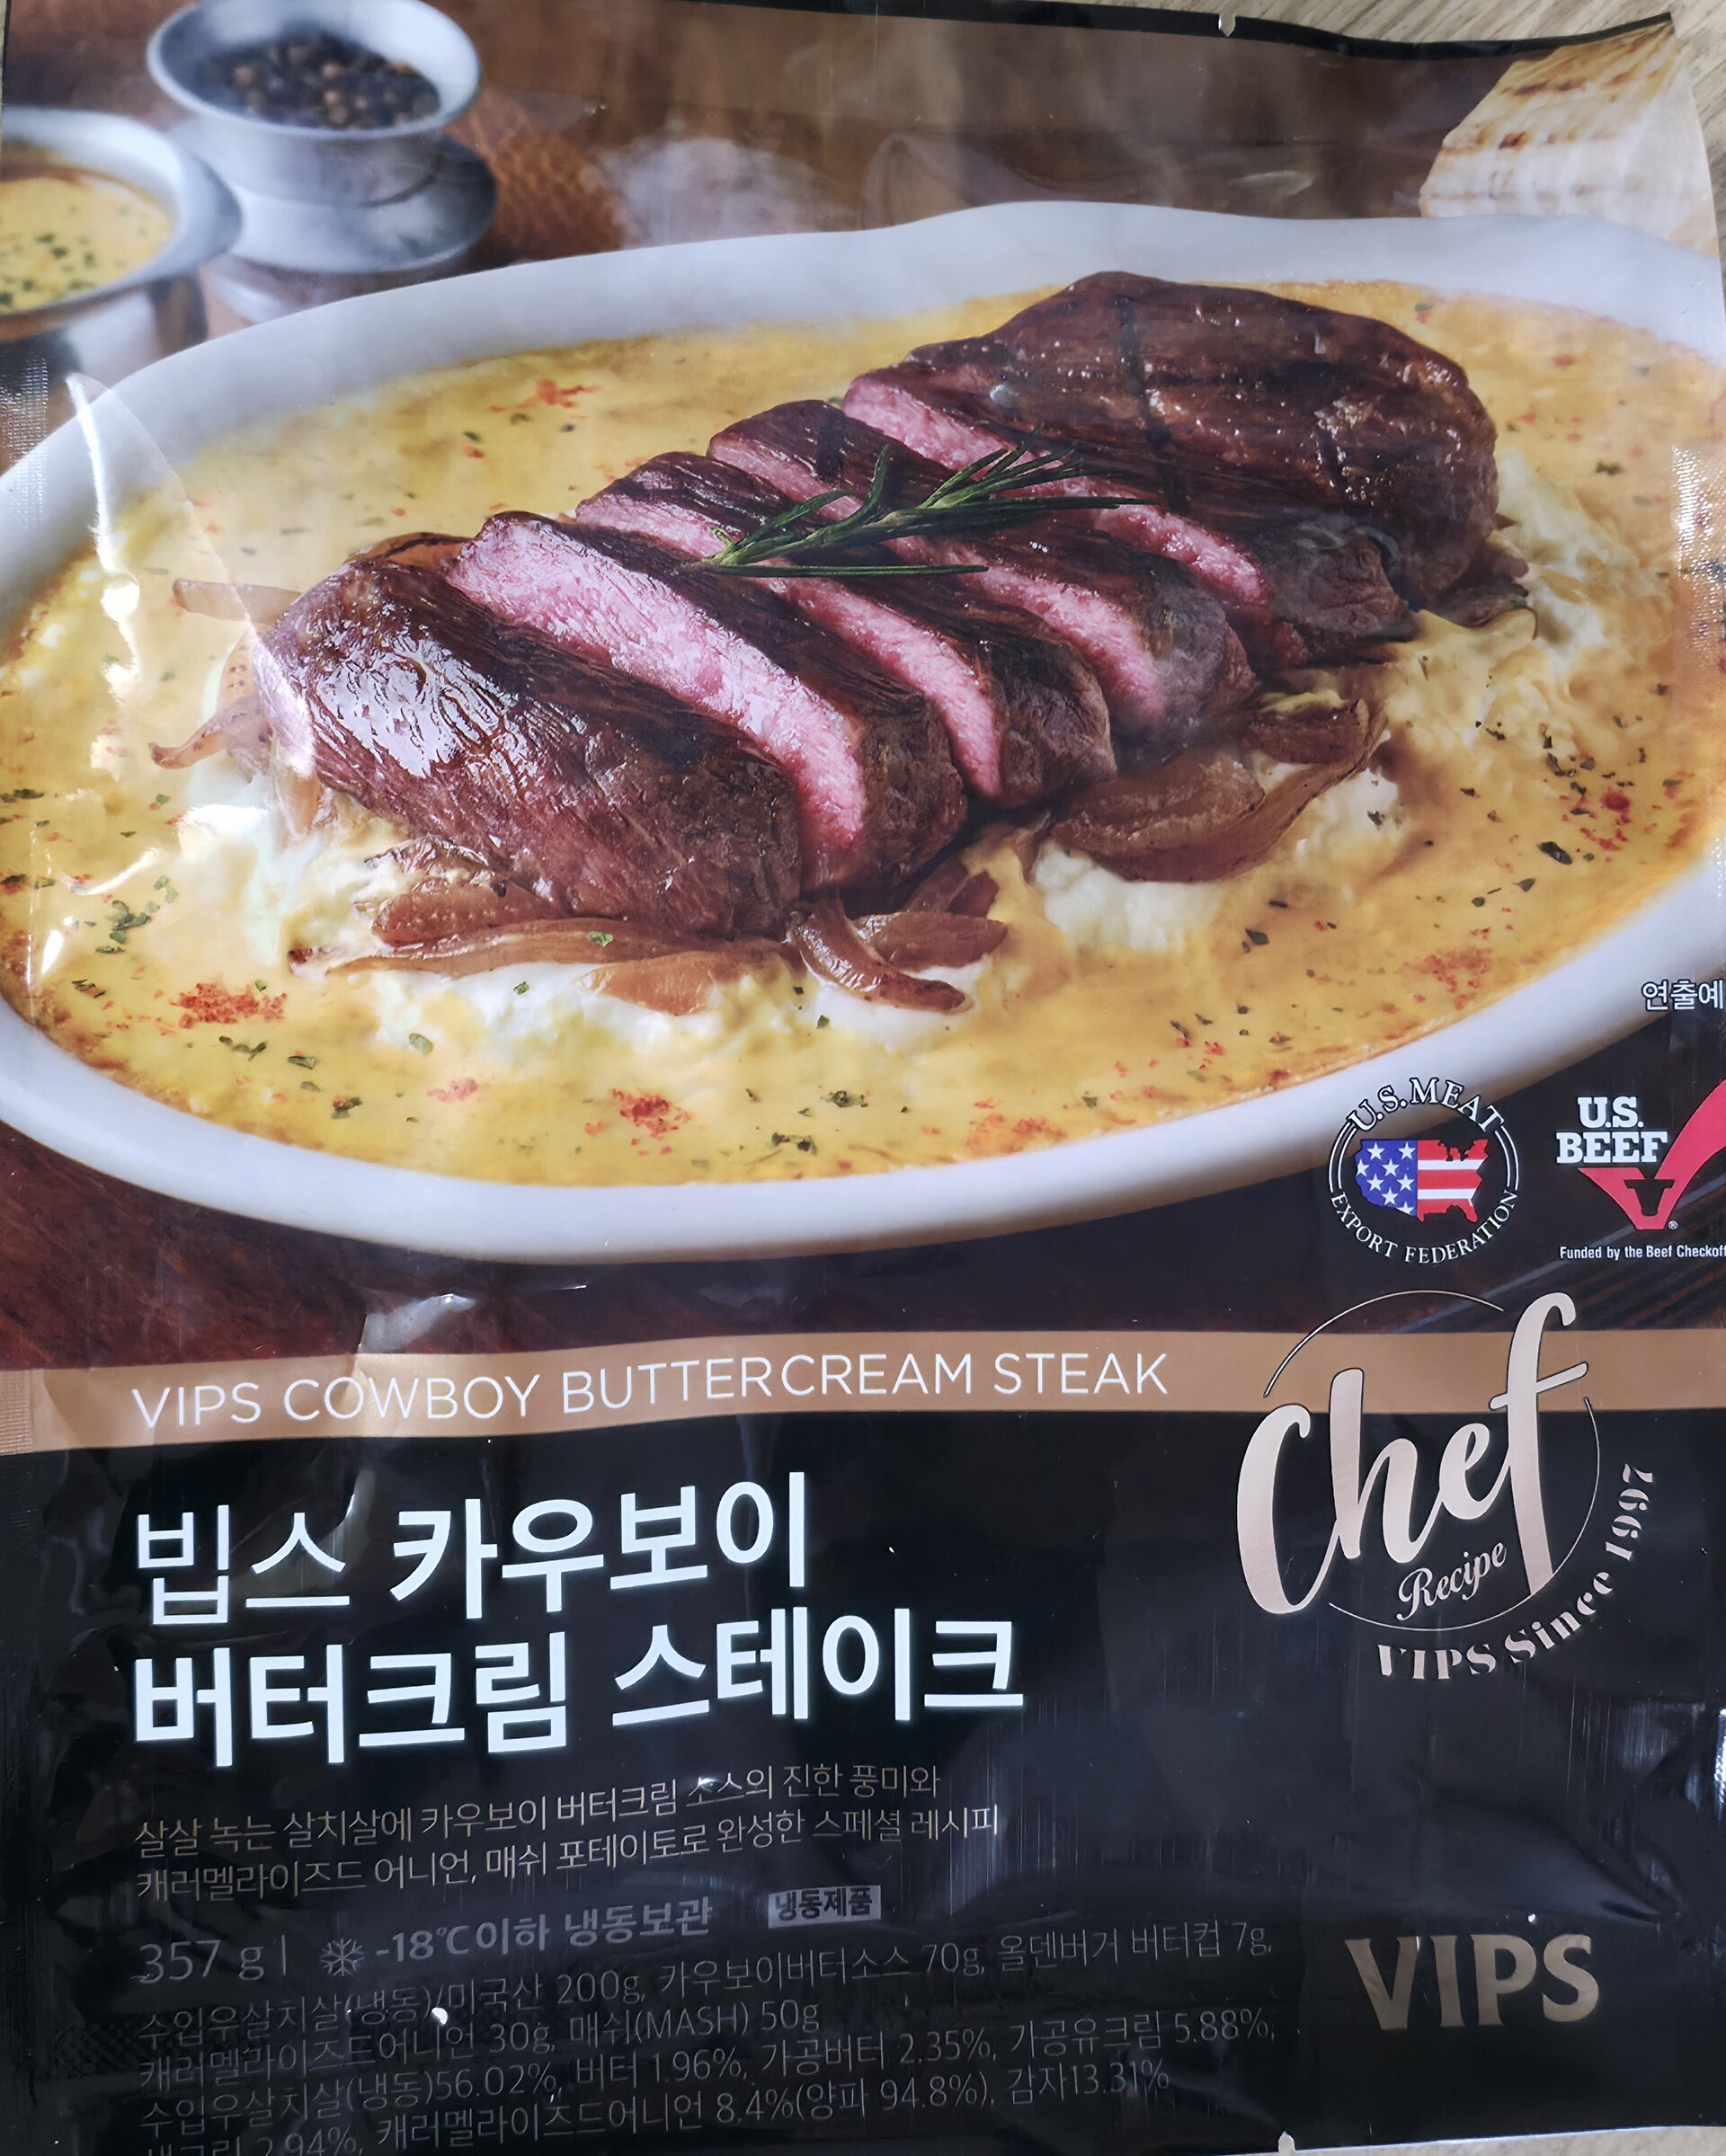 연출예
U.S. MEAT
EXPORT FEDERATION
U.S.
BEEF
Funded by the Beef Checkoff
VIPS COWBOY BUTTERCREAM STEAK
Chef
Recipe
VIPS Since 1997
빕스 카우보이
버터크림 스테이크
살살 녹는 살치살에 카우보이 버터크림 소스의 진한 풍미와
캐러멜라이즈드 어니언, 매쉬 포테이토로 완성한 스페셜 레시피
357 g | -18℃이하 냉동보관 냉동제품
수입우살치살(냉동)/미국산 200g, 카우보이버터소스 70g, 올덴버거 버터컵 7g,
캐러멜라이즈드어니언 30g, 매쉬(MASH) 50g
수입우살치살(냉동)56.02%, 버터 1.96%, 가공버터 2.35%, 가공유크림 5.88%,
생크림 2.94%, 캐러멜라이즈드어니언 8.4%(양파 94.8%), 감자13.31%
VIPS